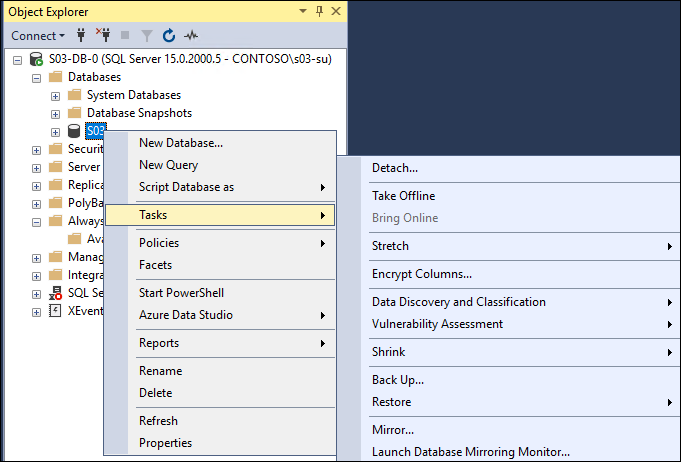 Object Explorer
Connect
S03-DB-0 (SQL Server 15.0.2000.5 - CONTOSO\s03-su)
Databases
System Databases
Database Snapshots
S03
Securit
Server
Replica
PolyBa
Always
Ava
Manag
Integra
SQL Se
XEvent
New Database...
New Query
Script Database as
Tasks
Policies
Facets
Start PowerShell
Azure Data Studio
Reports
Rename
Delete
Refresh
Properties
Detach...
Take Offline
Bring Online
Stretch
Encrypt Columns...
Data Discovery and Classification
Vulnerability Assessment
Shrink
Back Up...
Restore
Mirror...
Launch Database Mirroring Monitor...